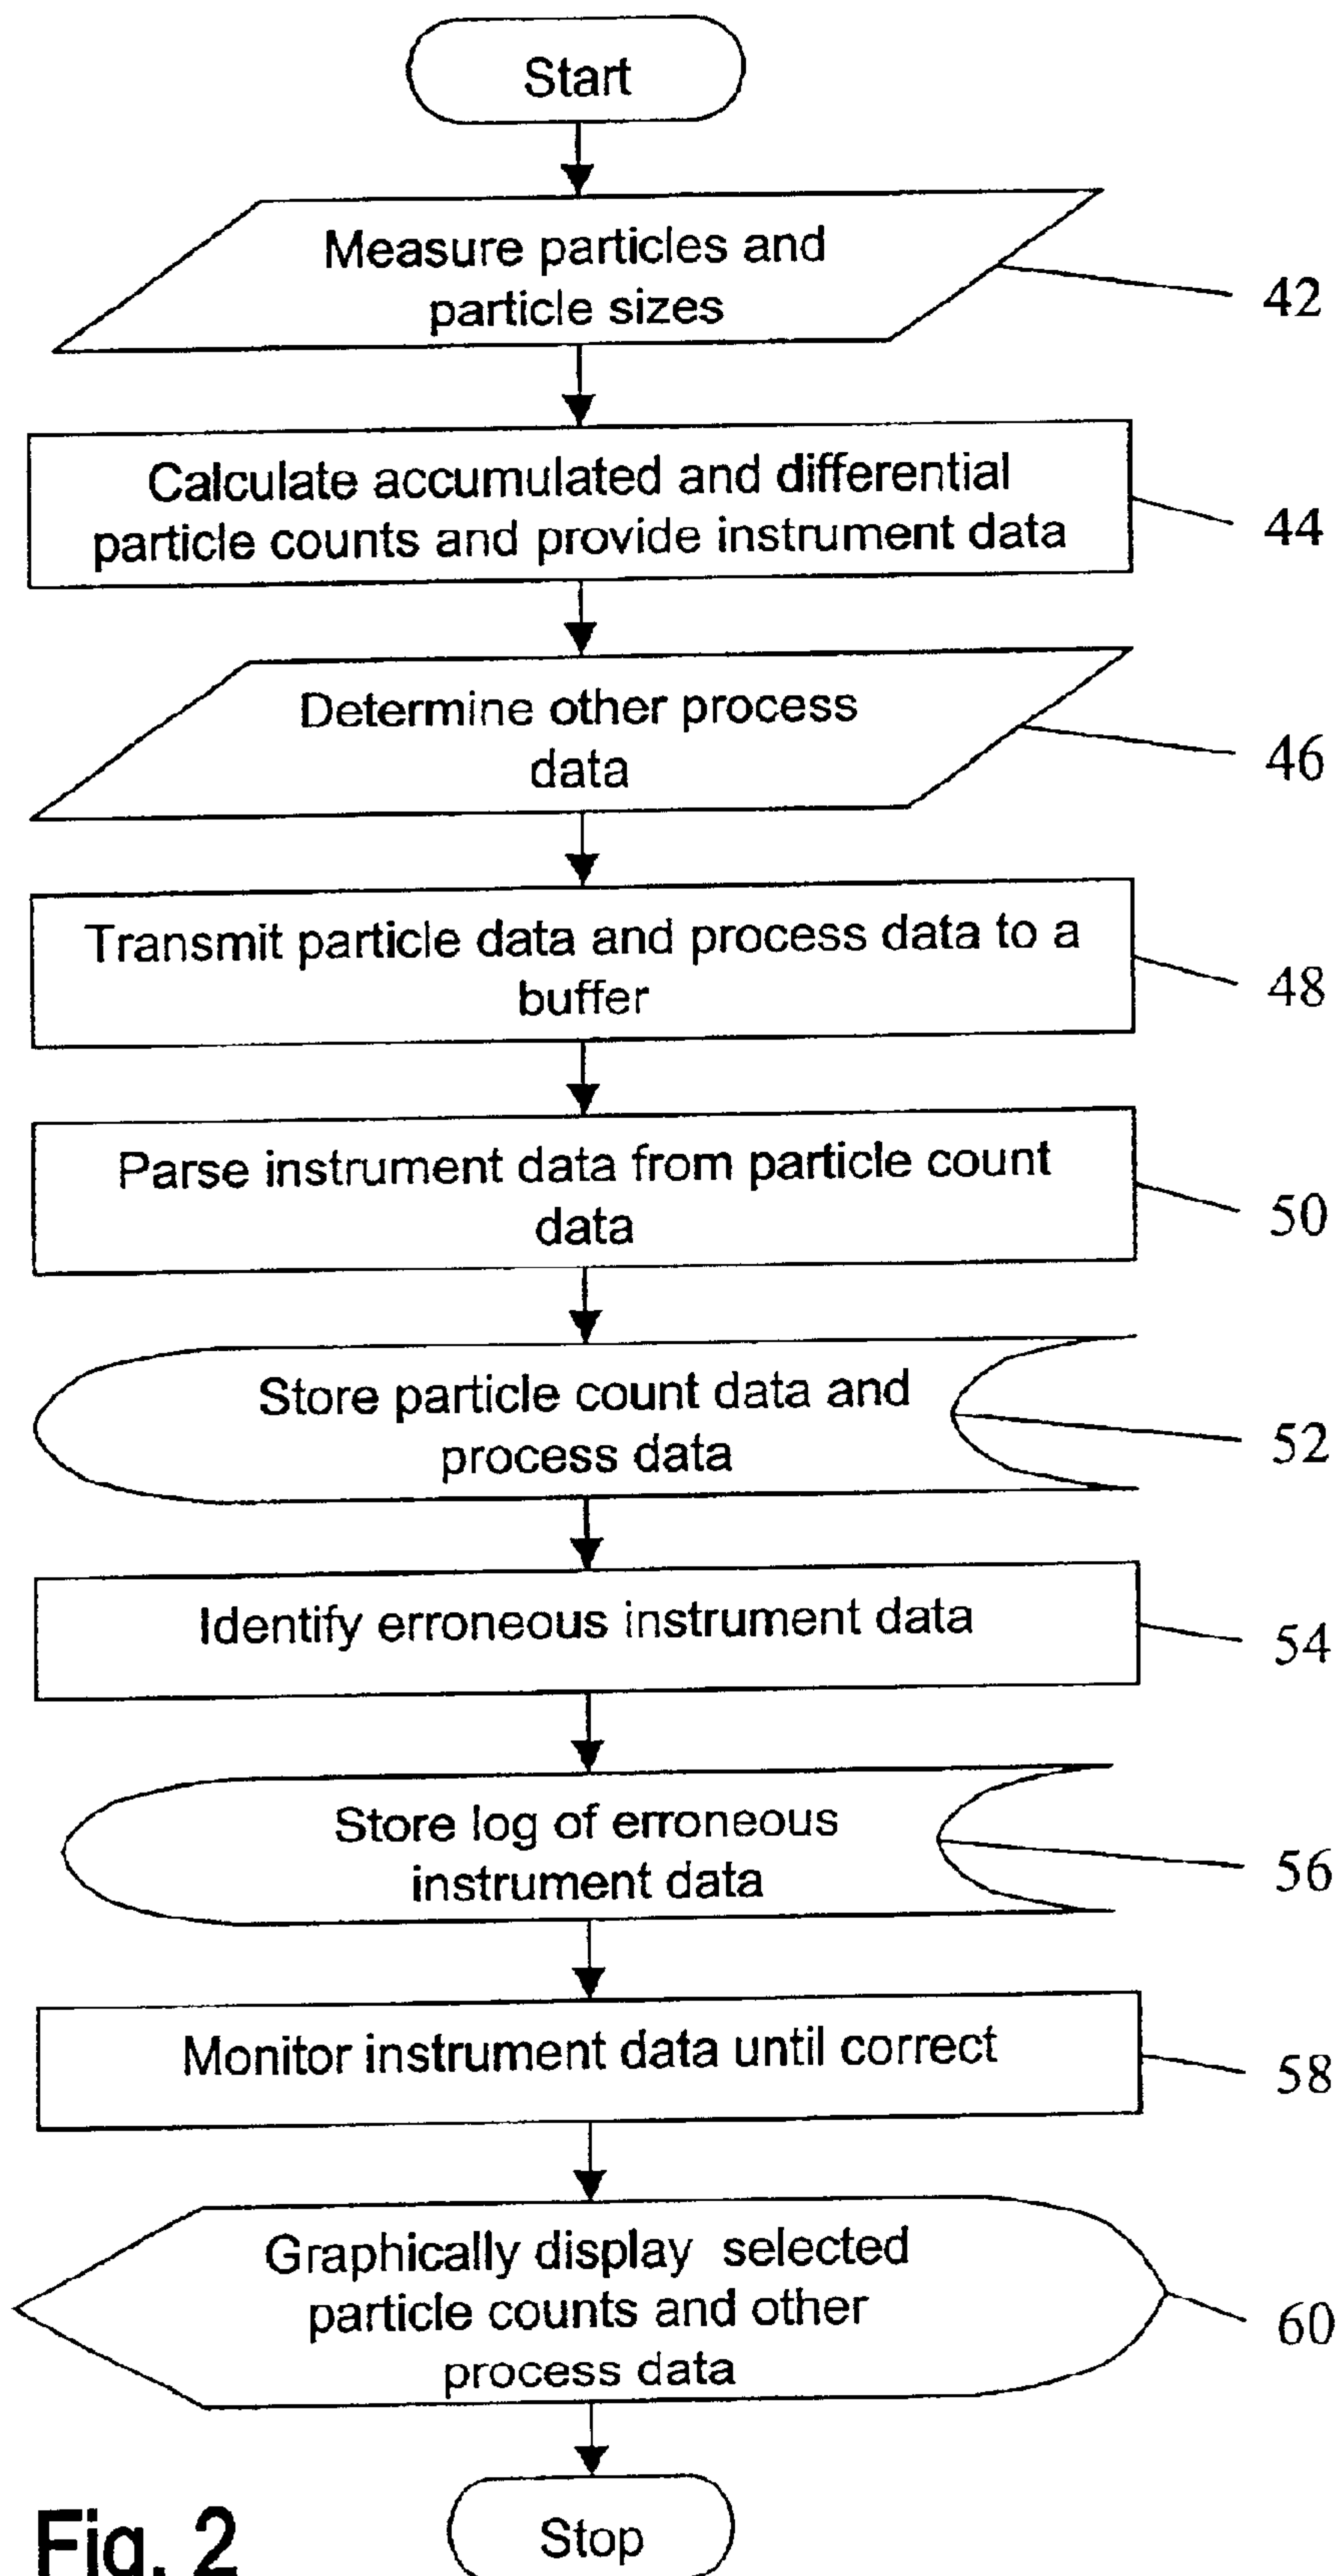 Start
Measure particles and
particle sizes
42
Calculate accumulated and differential
particle counts and provide instrument data
44
Determine other process
data
46
Transmit particle data and process data to a
buffer
48
Parse instrument data from particle count
data
50
Store particle count data and
process data
52
Identify erroneous instrument data
54
Store log of erroneous
instrument data
56
Monitor instrument data until correct
58
Graphically display selected
particle counts and other
process data
60
Stop
Fig. 2